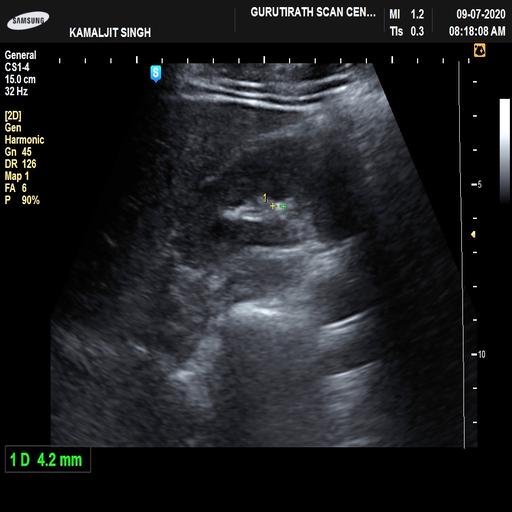 SAMSUNG
KAMALJIT SINGH
GURUTIRATH SCAN CEN...
MI 1.2
TIs 0.3
09-07-2020
08:18:08 AM
General
CS1-4
15.0 cm
32 Hz
[2D]
Gen
Harmonic
Gn 45
DR 126
Map 1
FA 6
P 90%
S
1
5
10
1 D 4.2 mm